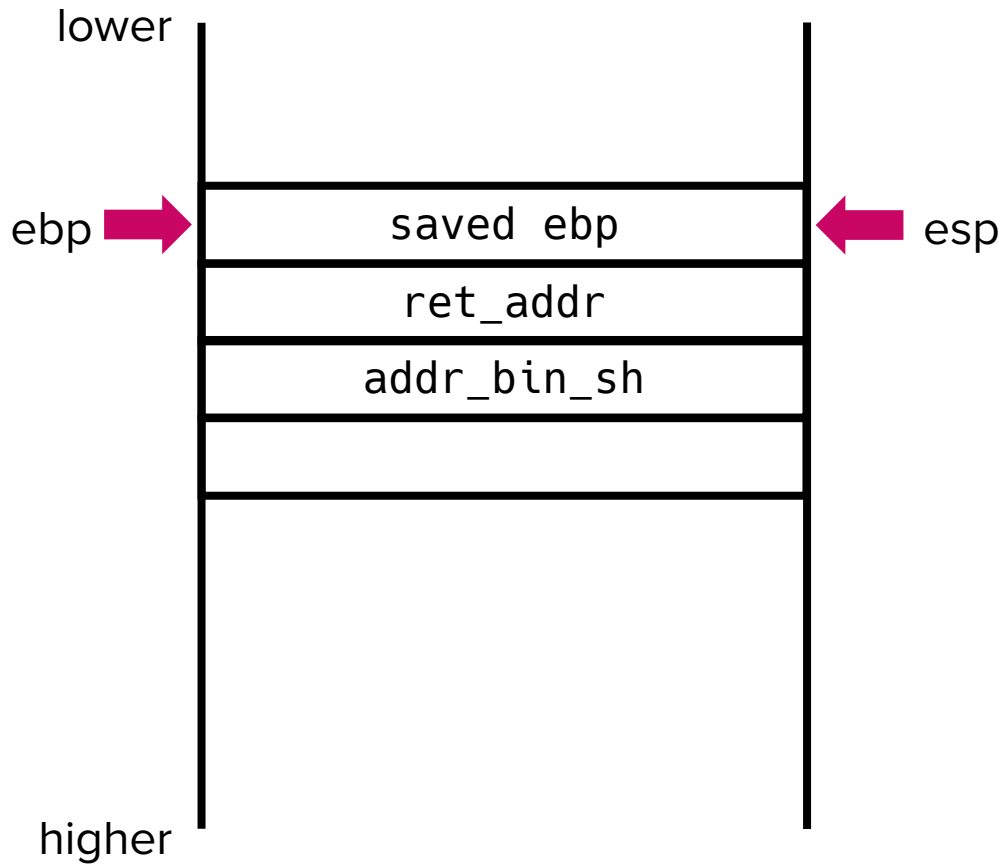 lower
ebp
saved ebp
esp
ret_addr
addr_bin_sh
higher